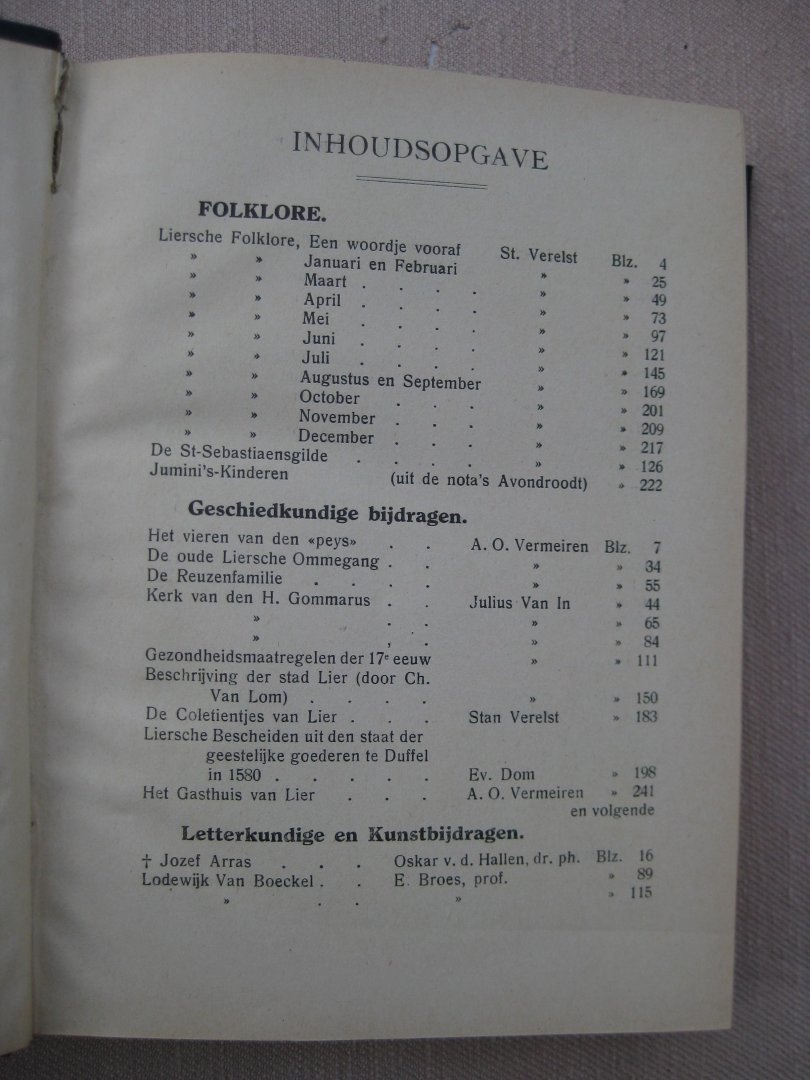 INHOUDSOPGAVE
FOLKLORE.
Liersche Folklore, Een woordje vooraf St. Verelst Blz. 4
» » Januari en Februari » » 25
» » Maart . . . . » » 49
» » April . . . . » » 73
» » Mei . . . . » » 97
» » Juni . . . . » » 121
» » Juli . . . . » » 145
» » Augustus en September » » 169
» » October . . . » » 201
» » November . . . » » 209
» » December . . . » » 217
De St-Sebastiaensgilde . . . . » » 126
Jumini's-Kinderen (uit de nota's Avondroodt) » 222
Geschiedkundige bijdragen.
Het vieren van den «peys» . . A. O. Vermeiren Blz. 7
De oude Liersche Ommegang . . » » 34
De Reuzenfamilie . . . . » » 55
Kerk van den H. Gommarus . . Julius Van In » 44
» . . » » 65
» , . » » 84
Gezondheidsmaatregelen der 17e eeuw » » 111
Beschrijving der stad Lier (door Ch.
Van Lom) . . . . » » 150
De Coletientjes van Lier . . . Stan Verelst » 183
Liersche Bescheiden uit den staat der
geestelijke goederen te Duffel
in 1580 . . . . . Ev. Dom » 198
Het Gasthuis van Lier . . . A. O. Vermeiren » 241
en volgende
Letterkundige en Kunstbijdragen.
† Jozef Arras . . . Oskar v. d. Hallen, dr. ph. Blz. 16
Lodewijk Van Boeckel . . E. Broes, prof. » 89
» . . » » 115